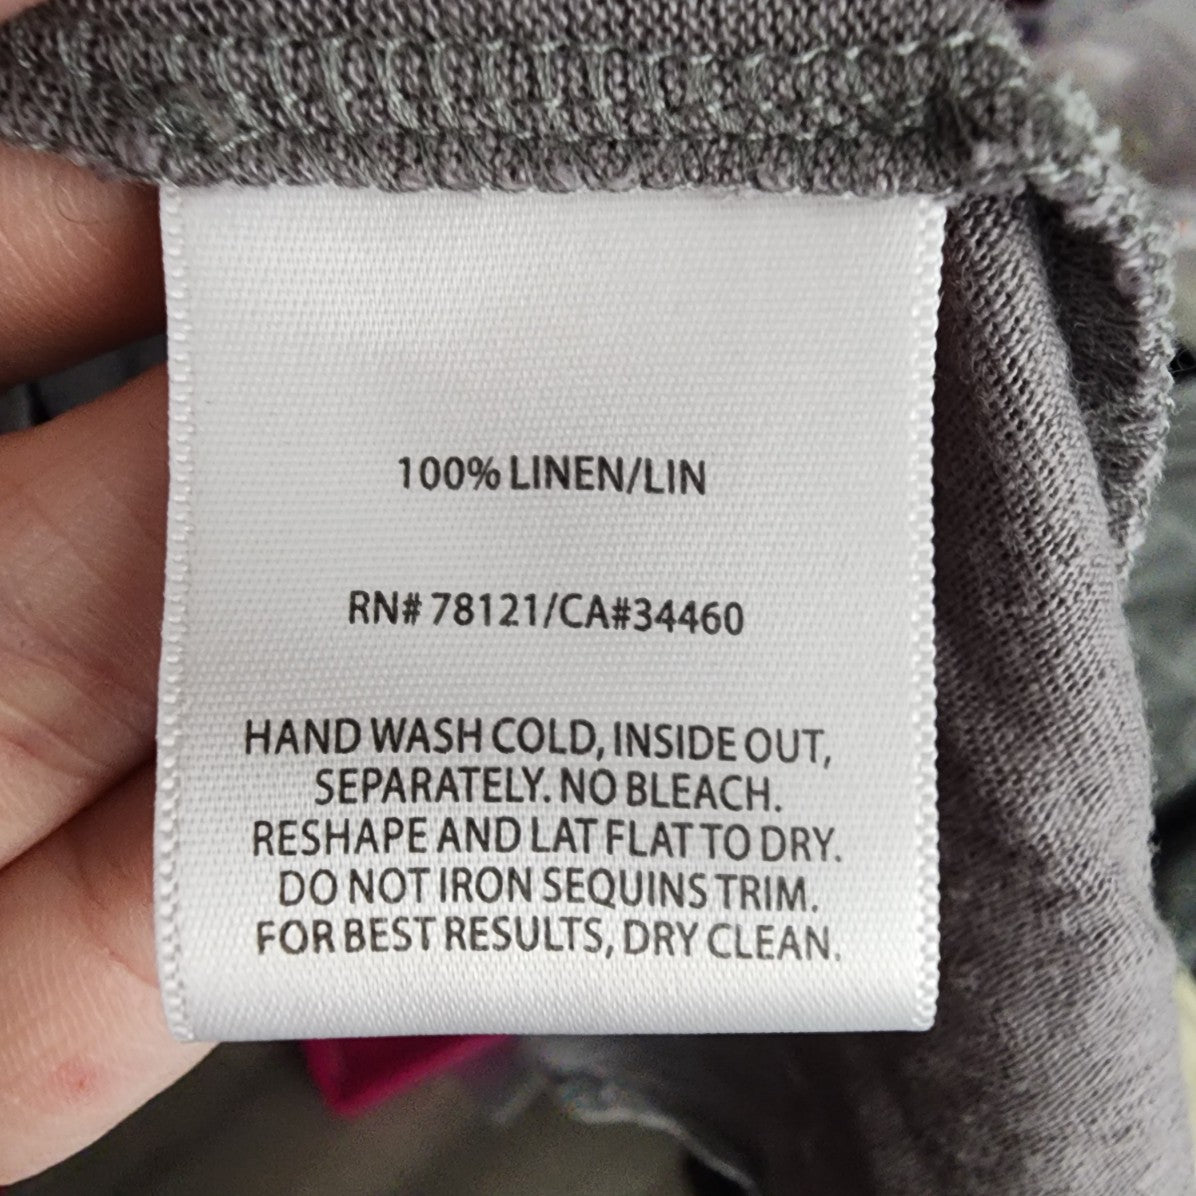 100% LINEN/LIN
RN# 78121/CA#34460
HAND WASH COLD, INSIDE OUT,
SEPARATELY. NO BLEACH.
RESHAPE AND LAT FLAT TO DRY.
DO NOT IRON SEQUINS TRIM.
FOR BEST RESULTS, DRY CLEAN.